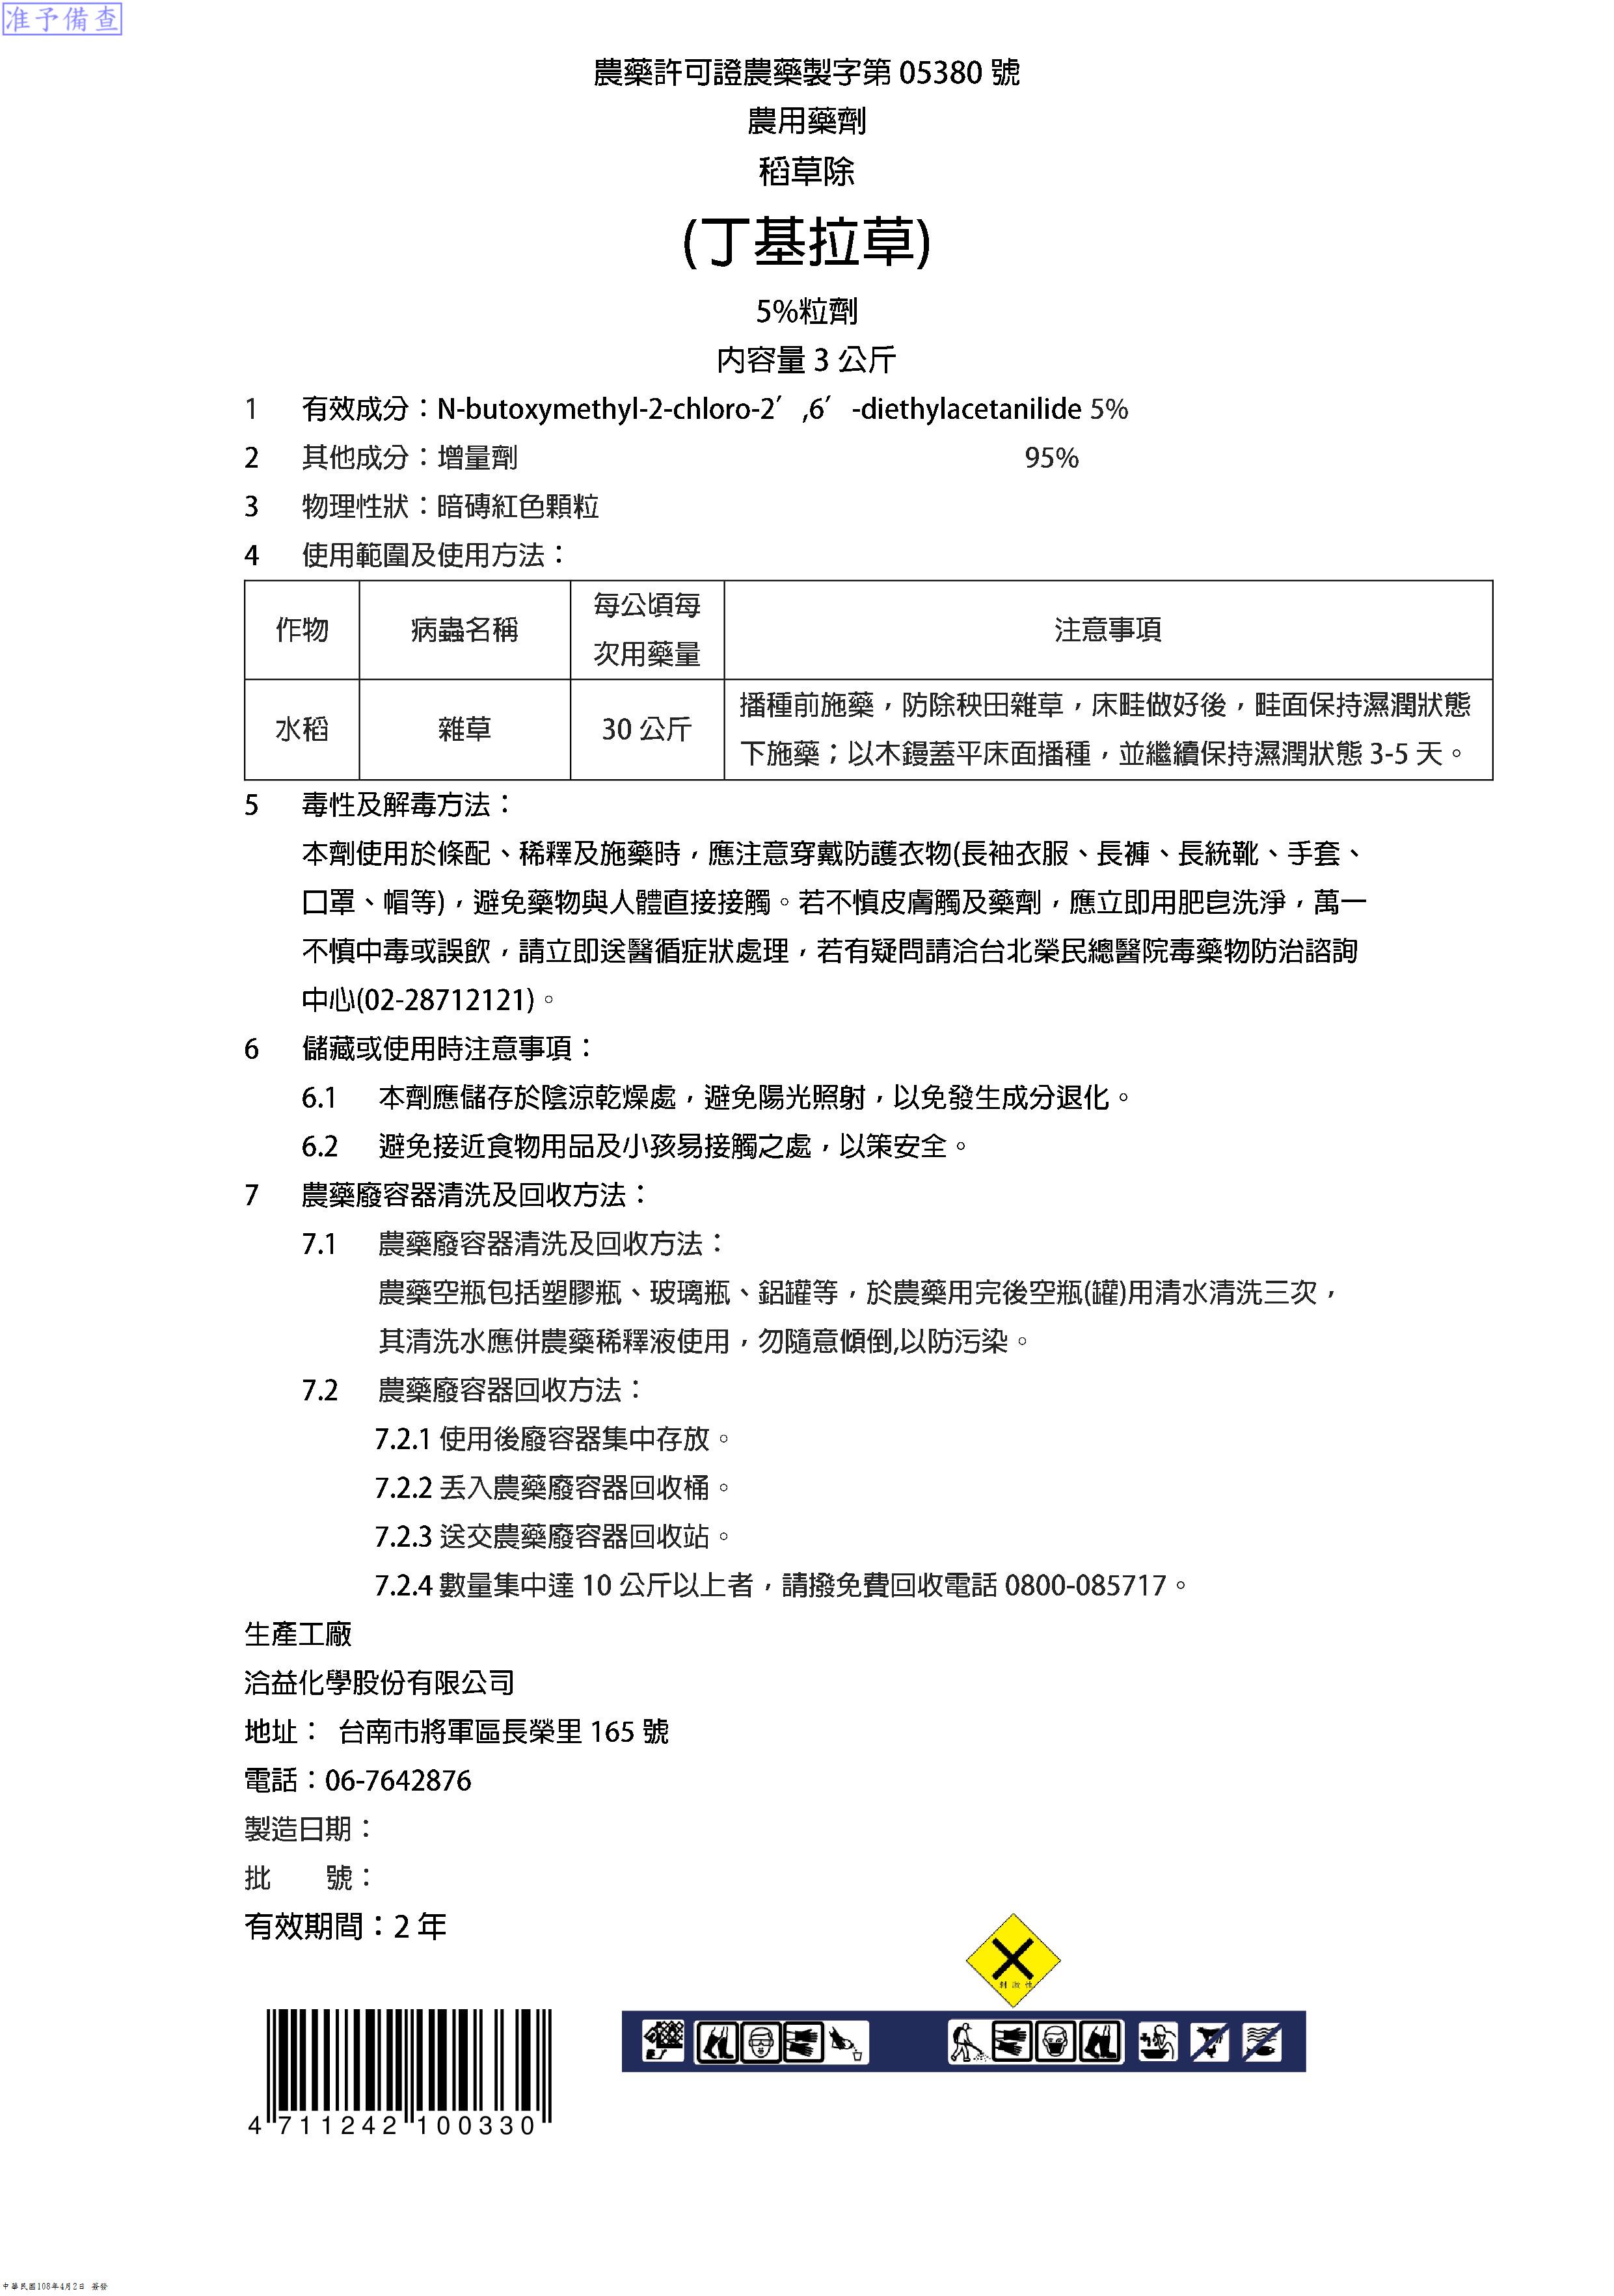 准予備查
農藥許可證農藥製字第 05380 號
農用藥劑
稻草除
(丁基拉草)
5%粒劑
內容量 3 公斤
1 有效成分：N-butoxymethyl-2-chloro-2′,6′-diethylacetanilide 5%
2 其他成分：增量劑 95%
3 物理性狀：暗磚紅色顆粒
4 使用範圍及使用方法：
作物 病蟲名稱 每公頃每次用藥量 注意事項
水稻 雜草 30 公斤 播種前施藥，防除秧田雜草，床畦做好後，畦面保持濕潤狀態
下施藥；以木鏝蓋平床面播種，並繼續保持濕潤狀態 3-5 天。
5 毒性及解毒方法：
本劑使用於條配、稀釋及施藥時，應注意穿戴防護衣物(長袖衣服、長褲、長統靴、手套、
口罩、帽等)，避免藥物與人體直接接觸。若不慎皮膚觸及藥劑，應立即用肥皂洗淨，萬一
不慎中毒或誤飲，請立即送醫循症狀處理，若有疑問請洽台北榮民總醫院毒藥物防治諮詢
中心(02-28712121)。
6 儲藏或使用時注意事項：
6.1 本劑應儲存於陰涼乾燥處，避免陽光照射，以免發生成分退化。
6.2 避免接近食物用品及小孩易接觸之處，以策安全。
7 農藥廢容器清洗及回收方法：
7.1 農藥廢容器清洗及回收方法：
農藥空瓶包括塑膠瓶、玻璃瓶、鋁罐等，於農藥用完後空瓶(罐)用清水清洗三次，
其清洗水應併農藥稀釋液使用，勿隨意傾倒,以防污染。
7.2 農藥廢容器回收方法：
7.2.1 使用後廢容器集中存放。
7.2.2 丟入農藥廢容器回收桶。
7.2.3 送交農藥廢容器回收站。
7.2.4 數量集中達 10 公斤以上者，請撥免費回收電話 0800-085717。
生產工廠
洽益化學股份有限公司
地址： 台南市將軍區長榮里 165 號
電話：06-7642876
製造日期：
批 號：
有效期間：2 年
刺激性
4 711242 100330
中華民國108年4月2日 簽發